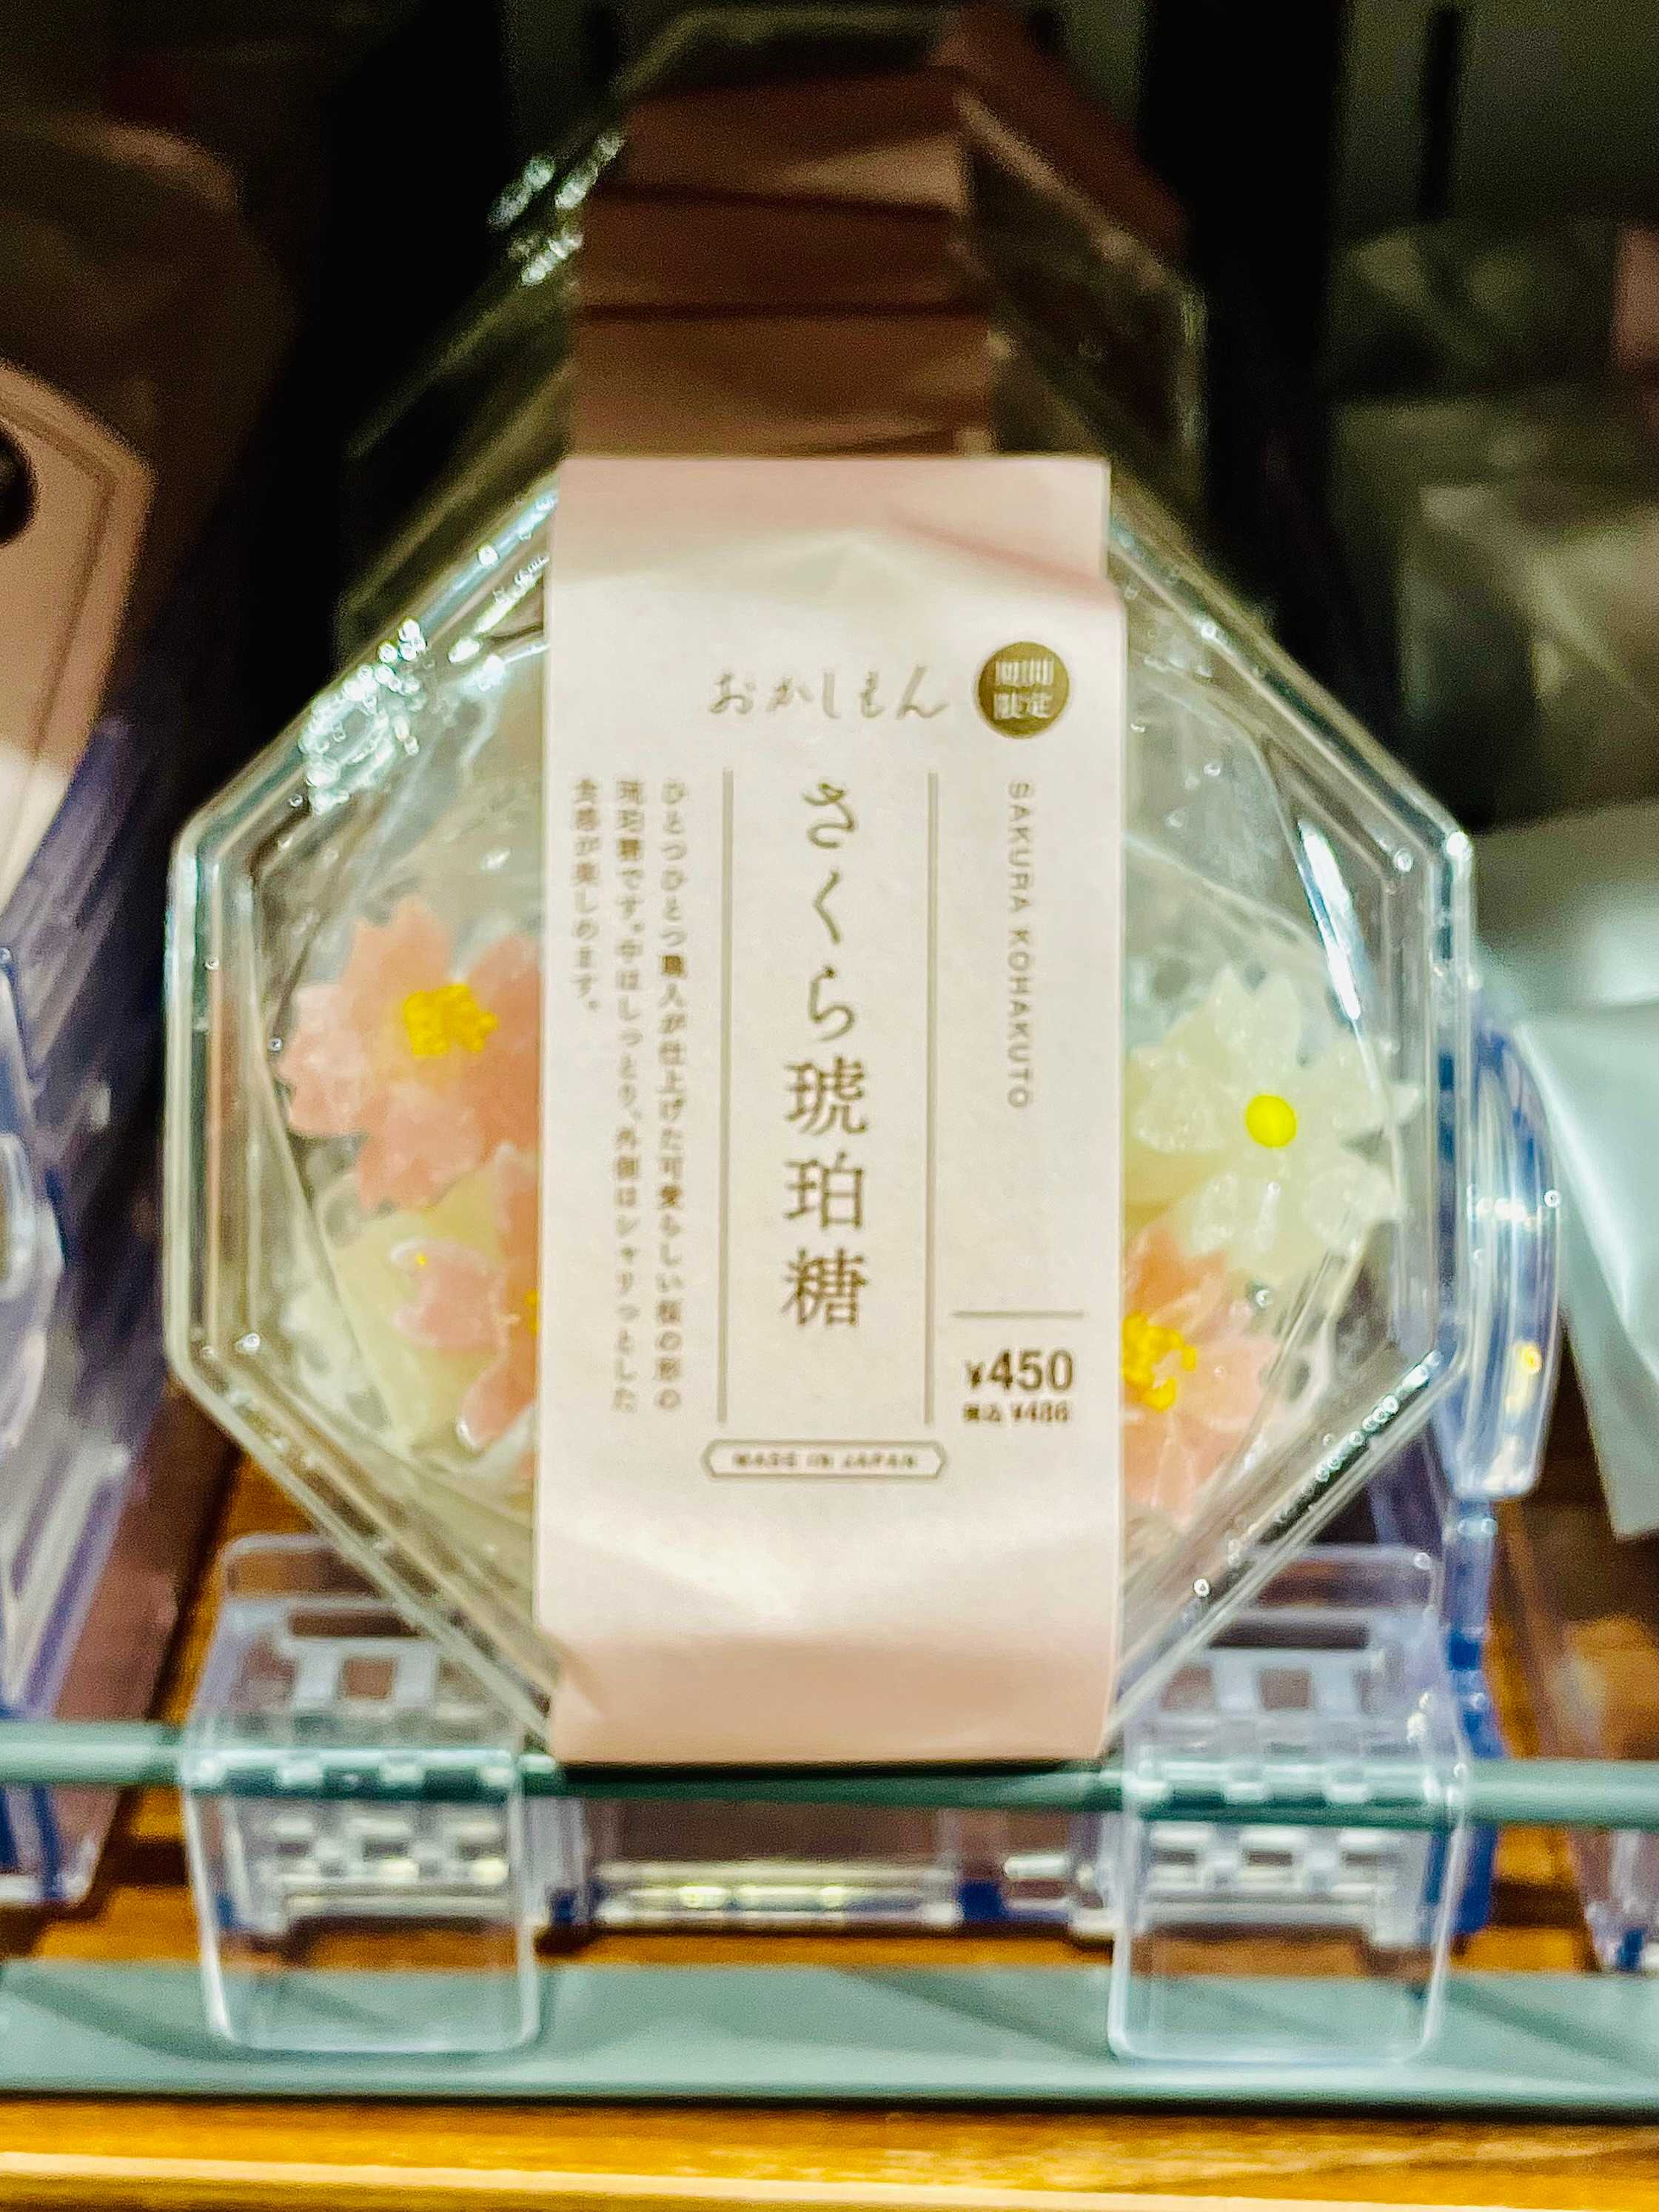 おかしもん
期間
限定
SAKURA KOHAKUTO
さくら琥珀糖
ひとつひとつ職人が仕上げた可愛らしい桜の形の
琥珀糖です。中はしっとり、外側はシャリっとした
食感が楽しめます。
¥450
税込 ¥486
MADE IN JAPAN